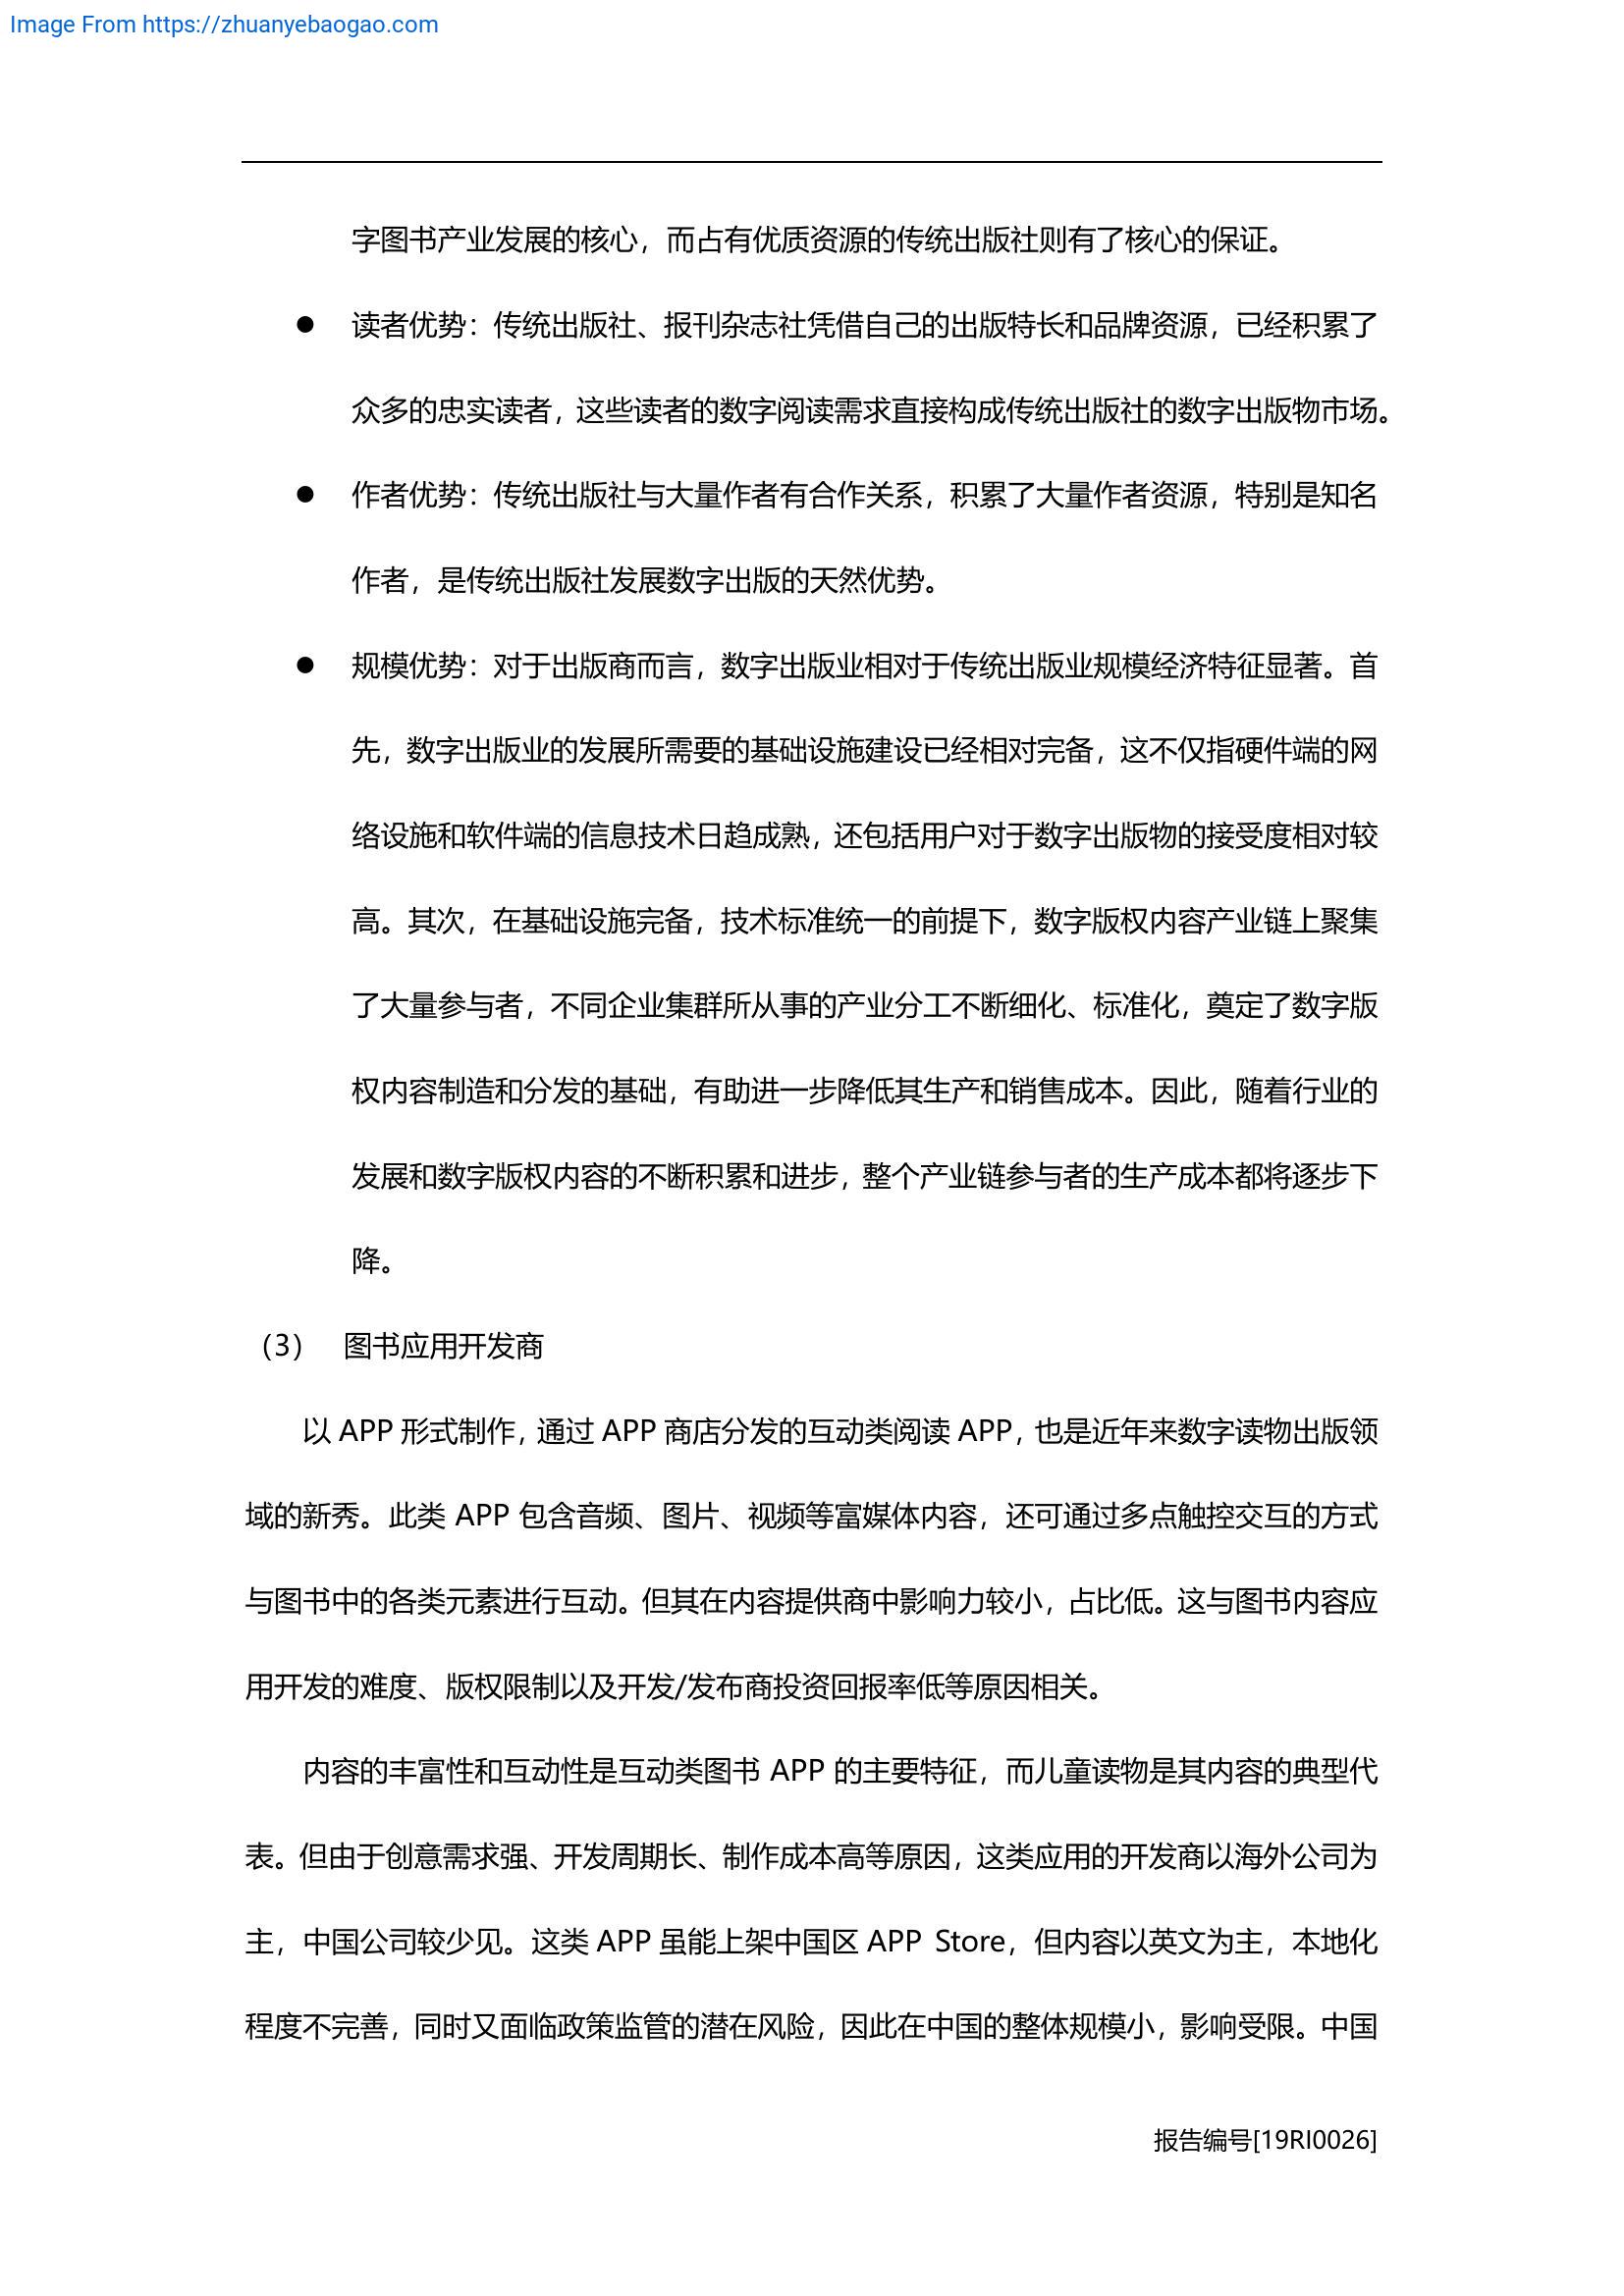 Image From https://zhuanyebaogao.com
字图书产业发展的核心，而占有优质资源的传统出版社则有了核心的保证。
● 读者优势：传统出版社、报刊杂志社凭借自己的出版特长和品牌资源，已经积累了
众多的忠实读者，这些读者的数字阅读需求直接构成传统出版社的数字出版物市场。
● 作者优势：传统出版社与大量作者有合作关系，积累了大量作者资源，特别是知名
作者，是传统出版社发展数字出版的天然优势。
● 规模优势：对于出版商而言，数字出版业相对于传统出版业规模经济特征显著。首
先，数字出版业的发展所需要的基础设施建设已经相对完备，这不仅指硬件端的网
络设施和软件端的信息技术日趋成熟，还包括用户对于数字出版物的接受度相对较
高。其次，在基础设施完备，技术标准统一的前提下，数字版权内容产业链上聚集
了大量参与者，不同企业集群所从事的产业分工不断细化、标准化，奠定了数字版
权内容制造和分发的基础，有助进一步降低其生产和销售成本。因此，随着行业的
发展和数字版权内容的不断积累和进步，整个产业链参与者的生产成本都将逐步下
降。
（3） 图书应用开发商
以 APP 形式制作，通过 APP 商店分发的互动类阅读 APP，也是近年来数字读物出版领
域的新秀。此类 APP 包含音频、图片、视频等富媒体内容，还可通过多点触控交互的方式
与图书中的各类元素进行互动。但其在内容提供商中影响力较小，占比低。这与图书内容应
用开发的难度、版权限制以及开发/发布商投资回报率低等原因相关。
内容的丰富性和互动性是互动类图书 APP 的主要特征，而儿童读物是其内容的典型代
表。但由于创意需求强、开发周期长、制作成本高等原因，这类应用的开发商以海外公司为
主，中国公司较少见。这类 APP 虽能上架中国区 APP Store，但内容以英文为主，本地化
程度不完善，同时又面临政策监管的潜在风险，因此在中国的整体规模小，影响受限。中国
报告编号[19RI0026]